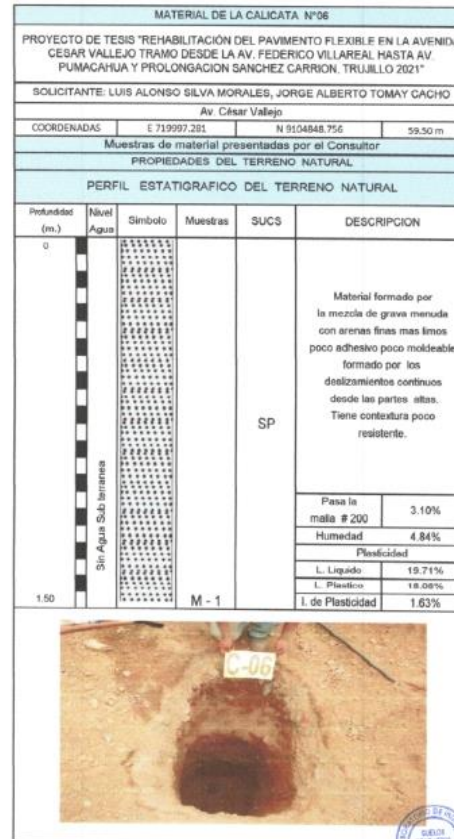 MATERIAL DE LA CALICATA N°06
PROYECTO DE TESIS "REHABILITACIÓN DEL PAVIMENTO FLEXIBLE EN LA AVENIDA
CESAR VALLEJO TRAMO DESDE LA AV. FEDERICO VILLAREAL HASTA AV.
PUMACAHUA Y PROLONGACION SANCHEZ CARRION, TRUJILLO 2021"
SOLICITANTE: LUIS ALONSO SILVA MORALES, JORGE ALBERTO TOMAY CACHO
Av. César Vallejo
COORDENADAS E 719997.281 N 9104848.756 59.50 m
Muestras de material presentadas por el Consultor
PROPIEDADES DEL TERRENO NATURAL
PERFIL ESTATIGRAFICO DEL TERRENO NATURAL
Profundidad (m.) Nivel Agua Simbolo Muestras SUCS DESCRIPCION
0
Material formado por
la mezcla de grava menuda
con arenas finas mas limos
poco adhesivo poco moldeable
formado por los
deslizamientos continuos
desde las partes altas.
Tiene contextura poco
resistente.
SP
Sin Agua Sub terranea
Pasa la
malla # 200 3.10%
Humedad 4.84%
Plasticidad
L. Liquido 19.71%
L. Plastico 18.08%
1.50 M - 1 I. de Plasticidad 1.63%
C-06
SUELOS